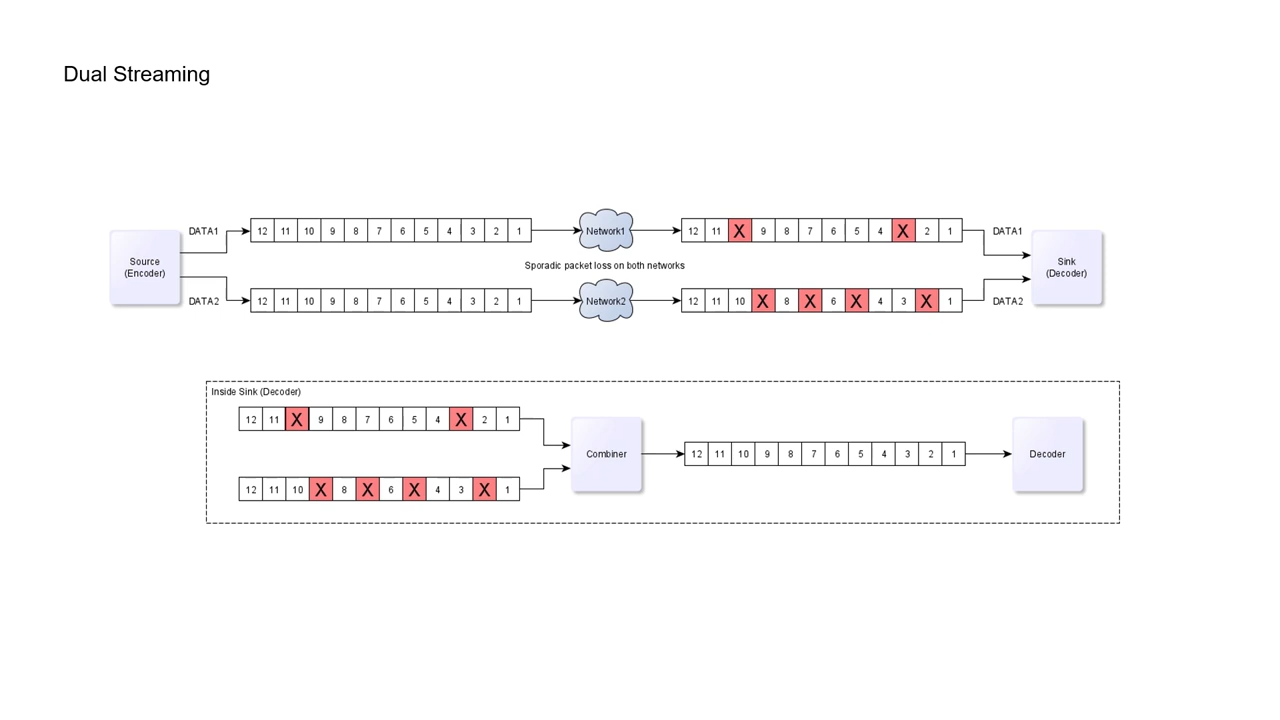 Dual Streaming
DATA1
12 11 10 9 8 7 6 5 4 3 2 1
Network1
12 11 X 9 8 7 6 5 4 X 2 1
DATA1
Source
(Encoder)
Sporadic packet loss on both networks
Sink
(Decoder)
DATA2
12 11 10 9 8 7 6 5 4 3 2 1
Network2
12 11 10 X 8 X 6 X 4 3 X 1
DATA2
Inside Sink (Decoder)
12 11 X 9 8 7 6 5 4 X 2 1
Combiner
12 11 10 9 8 7 6 5 4 3 2 1
Decoder
12 11 10 X 8 X 6 X 4 3 X 1